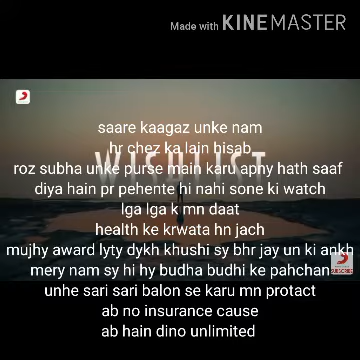 Made with KINEMASTER
saare kaagaz unke nam
hr chez ka lain hisab
WISHLIST
roz subha unke purse main karu apny hath saaf
diya hain pr pehente hi nahi sone ki watch
lga lga k mn daat
health ke krwata hn jach
mujhy award lyty dykh khushi sy bhr jay un ki ankh
mery nam sy hi hy budha budhi ke pahchan
unhe sari sari balon se karu mn protact
ab no insurance cause
ab hain dino unlimited